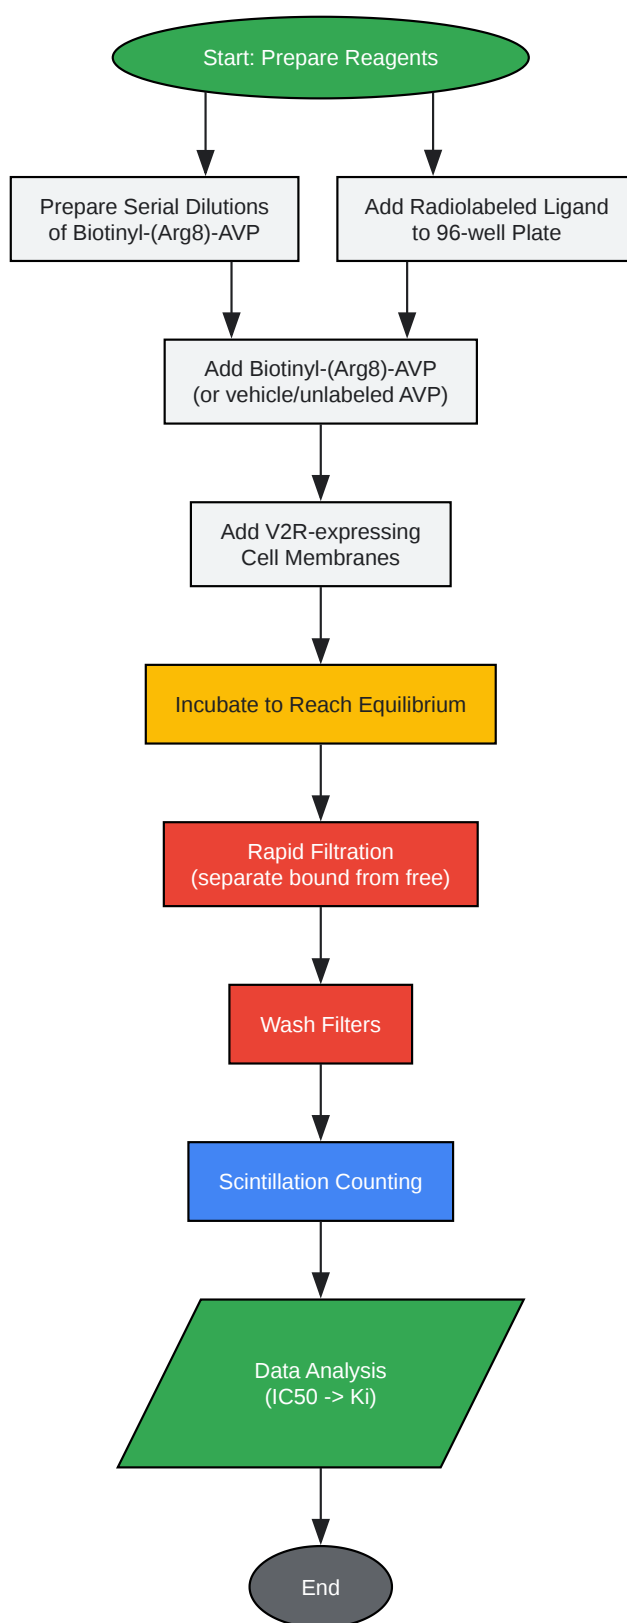 Start: Prepare Reagents
Prepare Serial Dilutions
of Biotinyl-(Arg8)-AVP
Add Radiolabeled Ligand
to 96-well Plate
Add Biotinyl-(Arg8)-AVP
(or vehicle/unlabeled AVP)
Add V2R-expressing
Cell Membranes
Incubate to Reach Equilibrium
Rapid Filtration
(separate bound from free)
Wash Filters
Scintillation Counting
Data Analysis
(IC50 -> Ki)
End